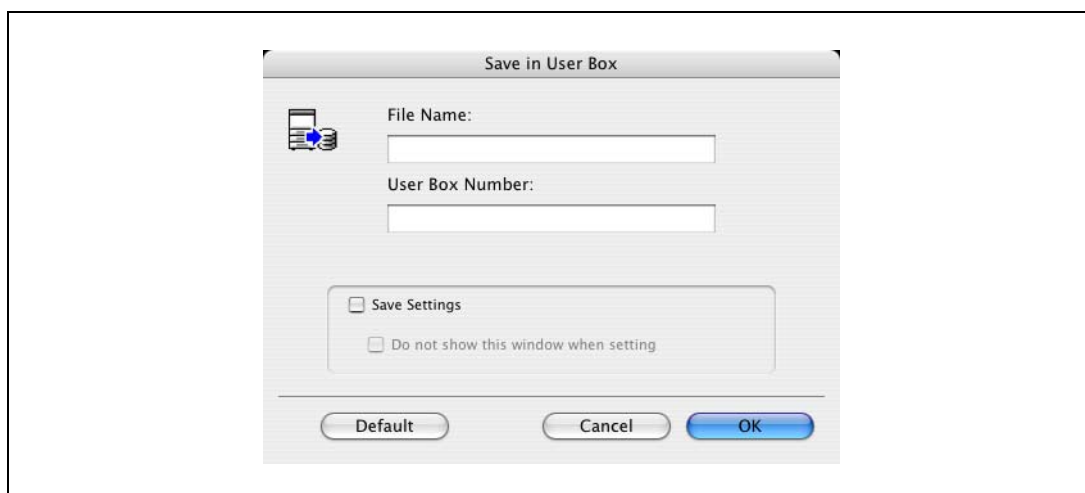 Save in User Box
File Name:
User Box Number:
Save Settings
Do not show this window when setting
Default
Cancel
OK